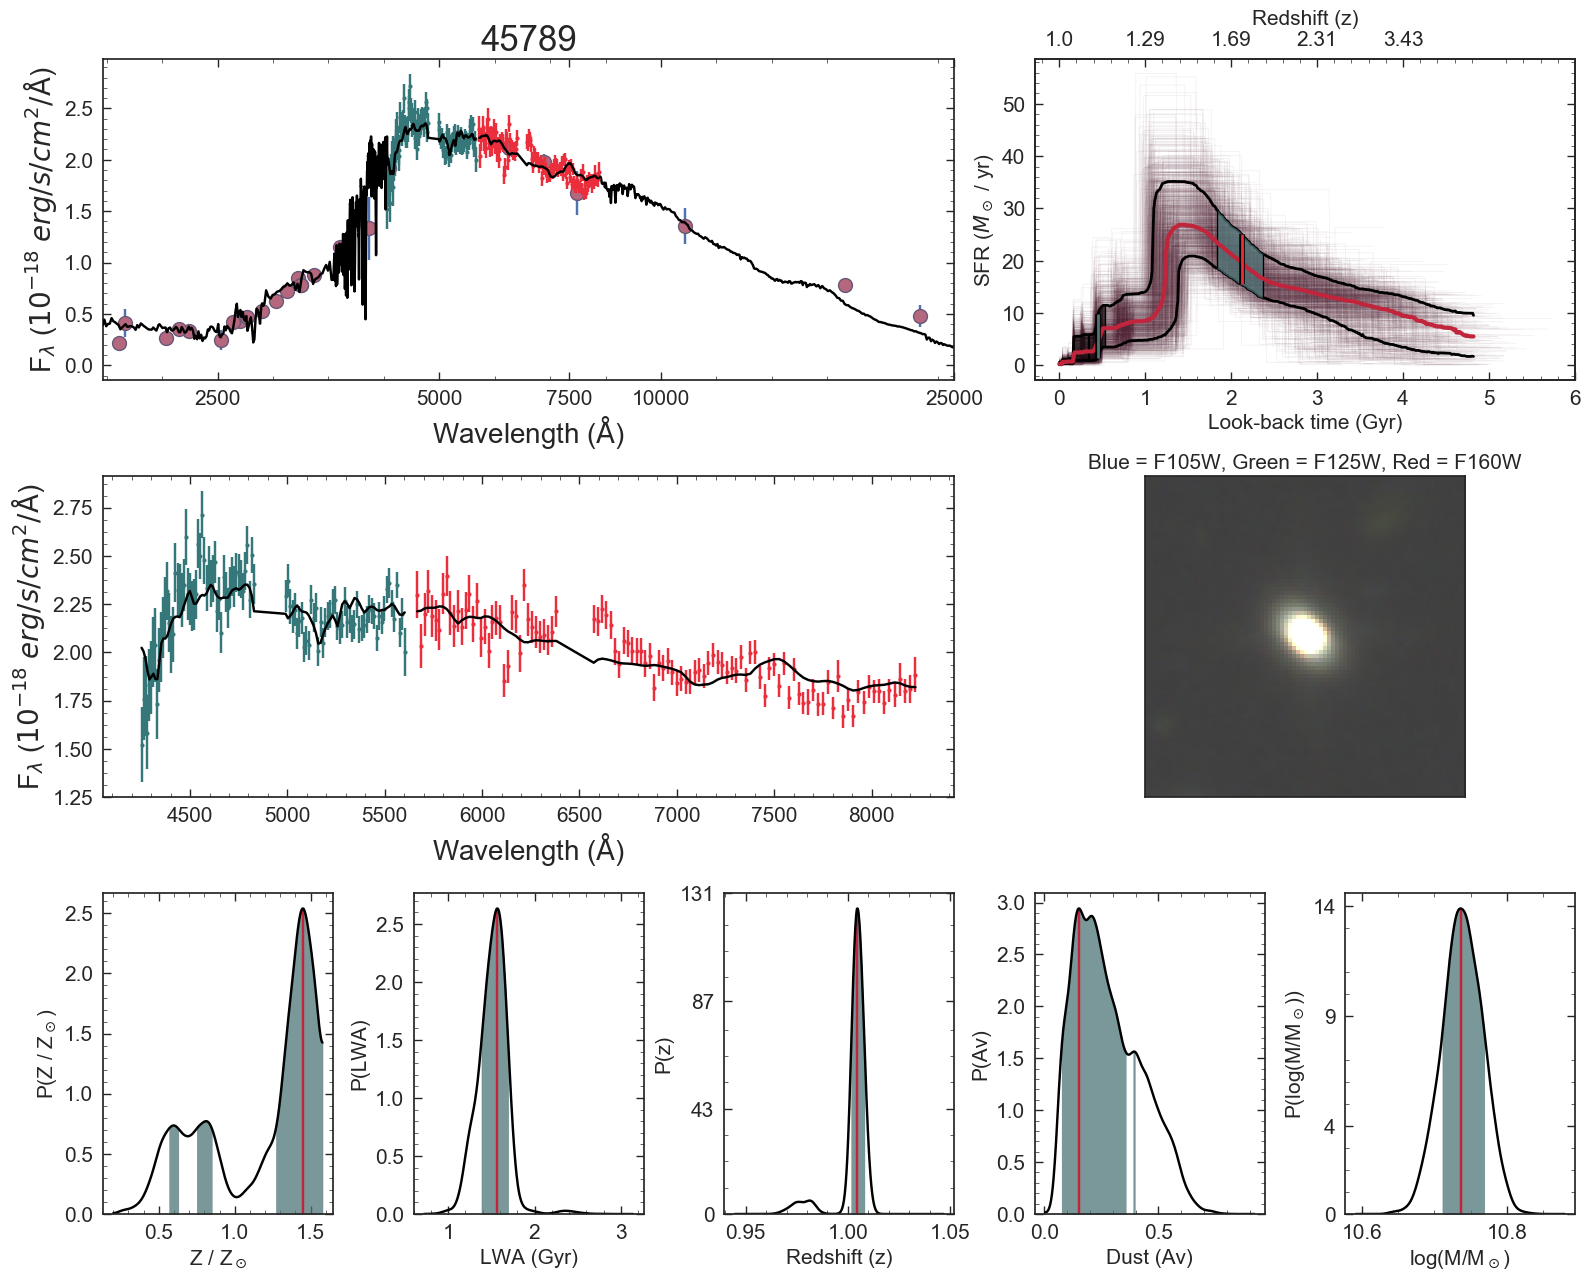 45789
2.5
2.0
1.5
1.0
0.5
0.0
F_λ (10^−18 erg/s/cm^2/Å)
2500 5000 7500 10000 25000
Wavelength (Å)
Redshift (z)
1.0 1.29 1.69 2.31 3.43
50
40
30
20
10
0
SFR (M_⊙ / yr)
0 1 2 3 4 5 6
Look-back time (Gyr)
2.75
2.50
2.25
2.00
1.75
1.50
1.25
F_λ (10^−18 erg/s/cm^2/Å)
4500 5000 5500 6000 6500 7000 7500 8000
Wavelength (Å)
Blue = F105W, Green = F125W, Red = F160W
2.5
2.0
1.5
1.0
0.5
0.0
P(Z / Z_⊙)
0.5 1.0 1.5
Z / Z_⊙
2.5
2.0
1.5
1.0
0.5
0.0
P(LWA)
1 2 3
LWA (Gyr)
131
87
43
0
P(z)
0.95 1.00 1.05
Redshift (z)
3.0
2.5
2.0
1.5
1.0
0.5
0.0
P(Av)
0.0 0.5
Dust (Av)
14
9
4
0
P(log(M/M_⊙))
10.6 10.8
log(M/M_⊙)